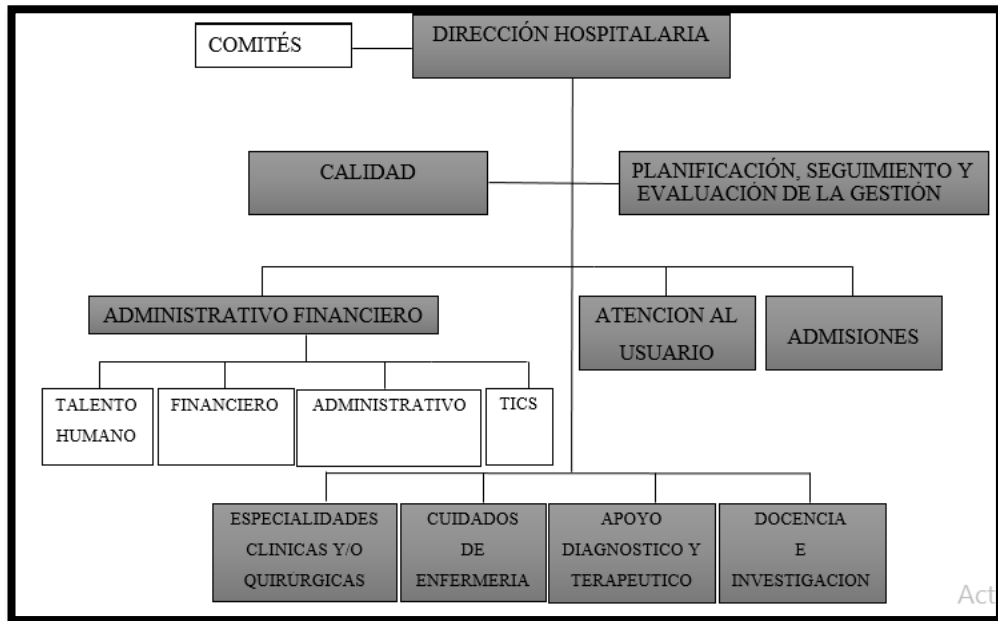 COMITÉS
DIRECCIÓN HOSPITALARIA
CALIDAD
PLANIFICACIÓN, SEGUIMIENTO Y
EVALUACIÓN DE LA GESTIÓN
ADMINISTRATIVO FINANCIERO
ATENCION AL
USUARIO
ADMISIONES
TALENTO
HUMANO
FINANCIERO
ADMINISTRATIVO
TICS
ESPECIALIDADES
CLINICAS Y/O
QUIRÚRGICAS
CUIDADOS
DE
ENFERMERIA
APOYO
DIAGNOSTICO Y
TERAPEUTICO
DOCENCIA
E
INVESTIGACION
Act